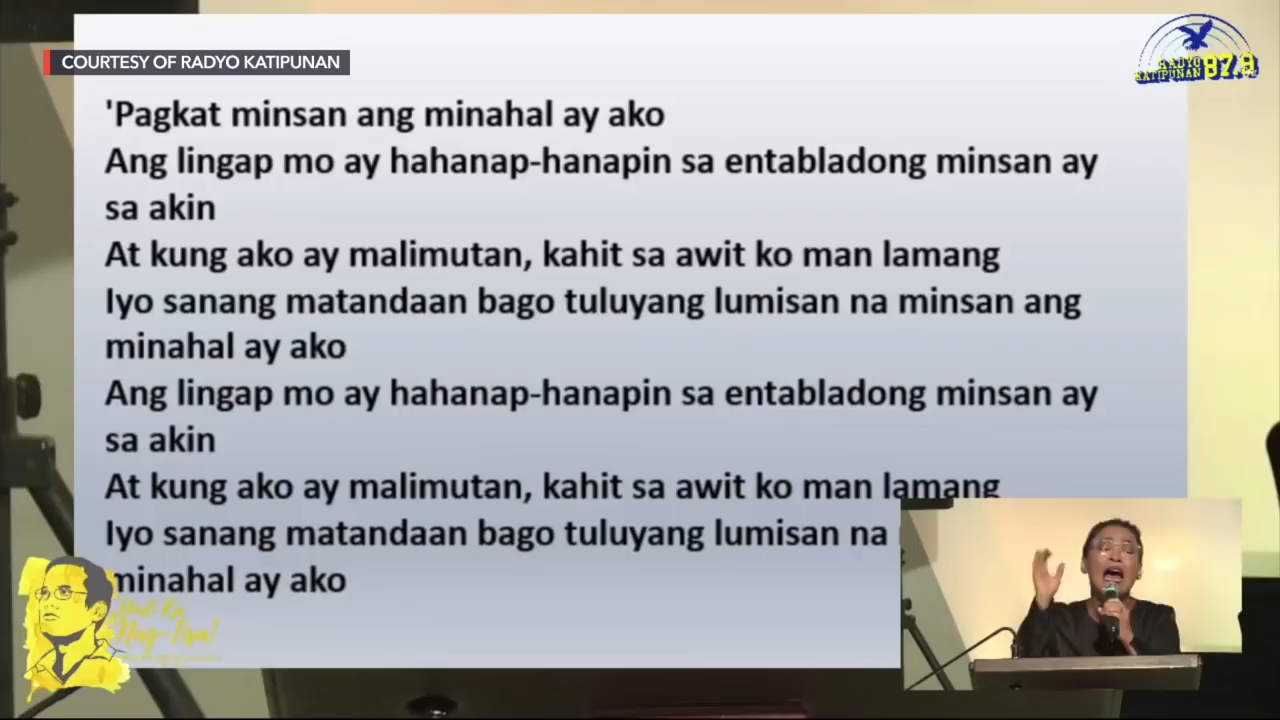 COURTESY OF RADYO KATIPUNAN
RADYO
KATIPUNAN 87.9
'Pagkat minsan ang minahal ay ako
Ang lingap mo ay hahanap-hanapin sa entabladong minsan ay
sa akin
At kung ako ay malimutan, kahit sa awit ko man lamang
Iyo sanang matandaan bago tuluyang lumisan na minsan ang
minahal ay ako
Ang lingap mo ay hahanap-hanapin sa entabladong minsan ay
sa akin
At kung ako ay malimutan, kahit sa awit ko man lamang
Iyo sanang matandaan bago tuluyang lumisan na
minahal ay ako
Nag-Iisa!